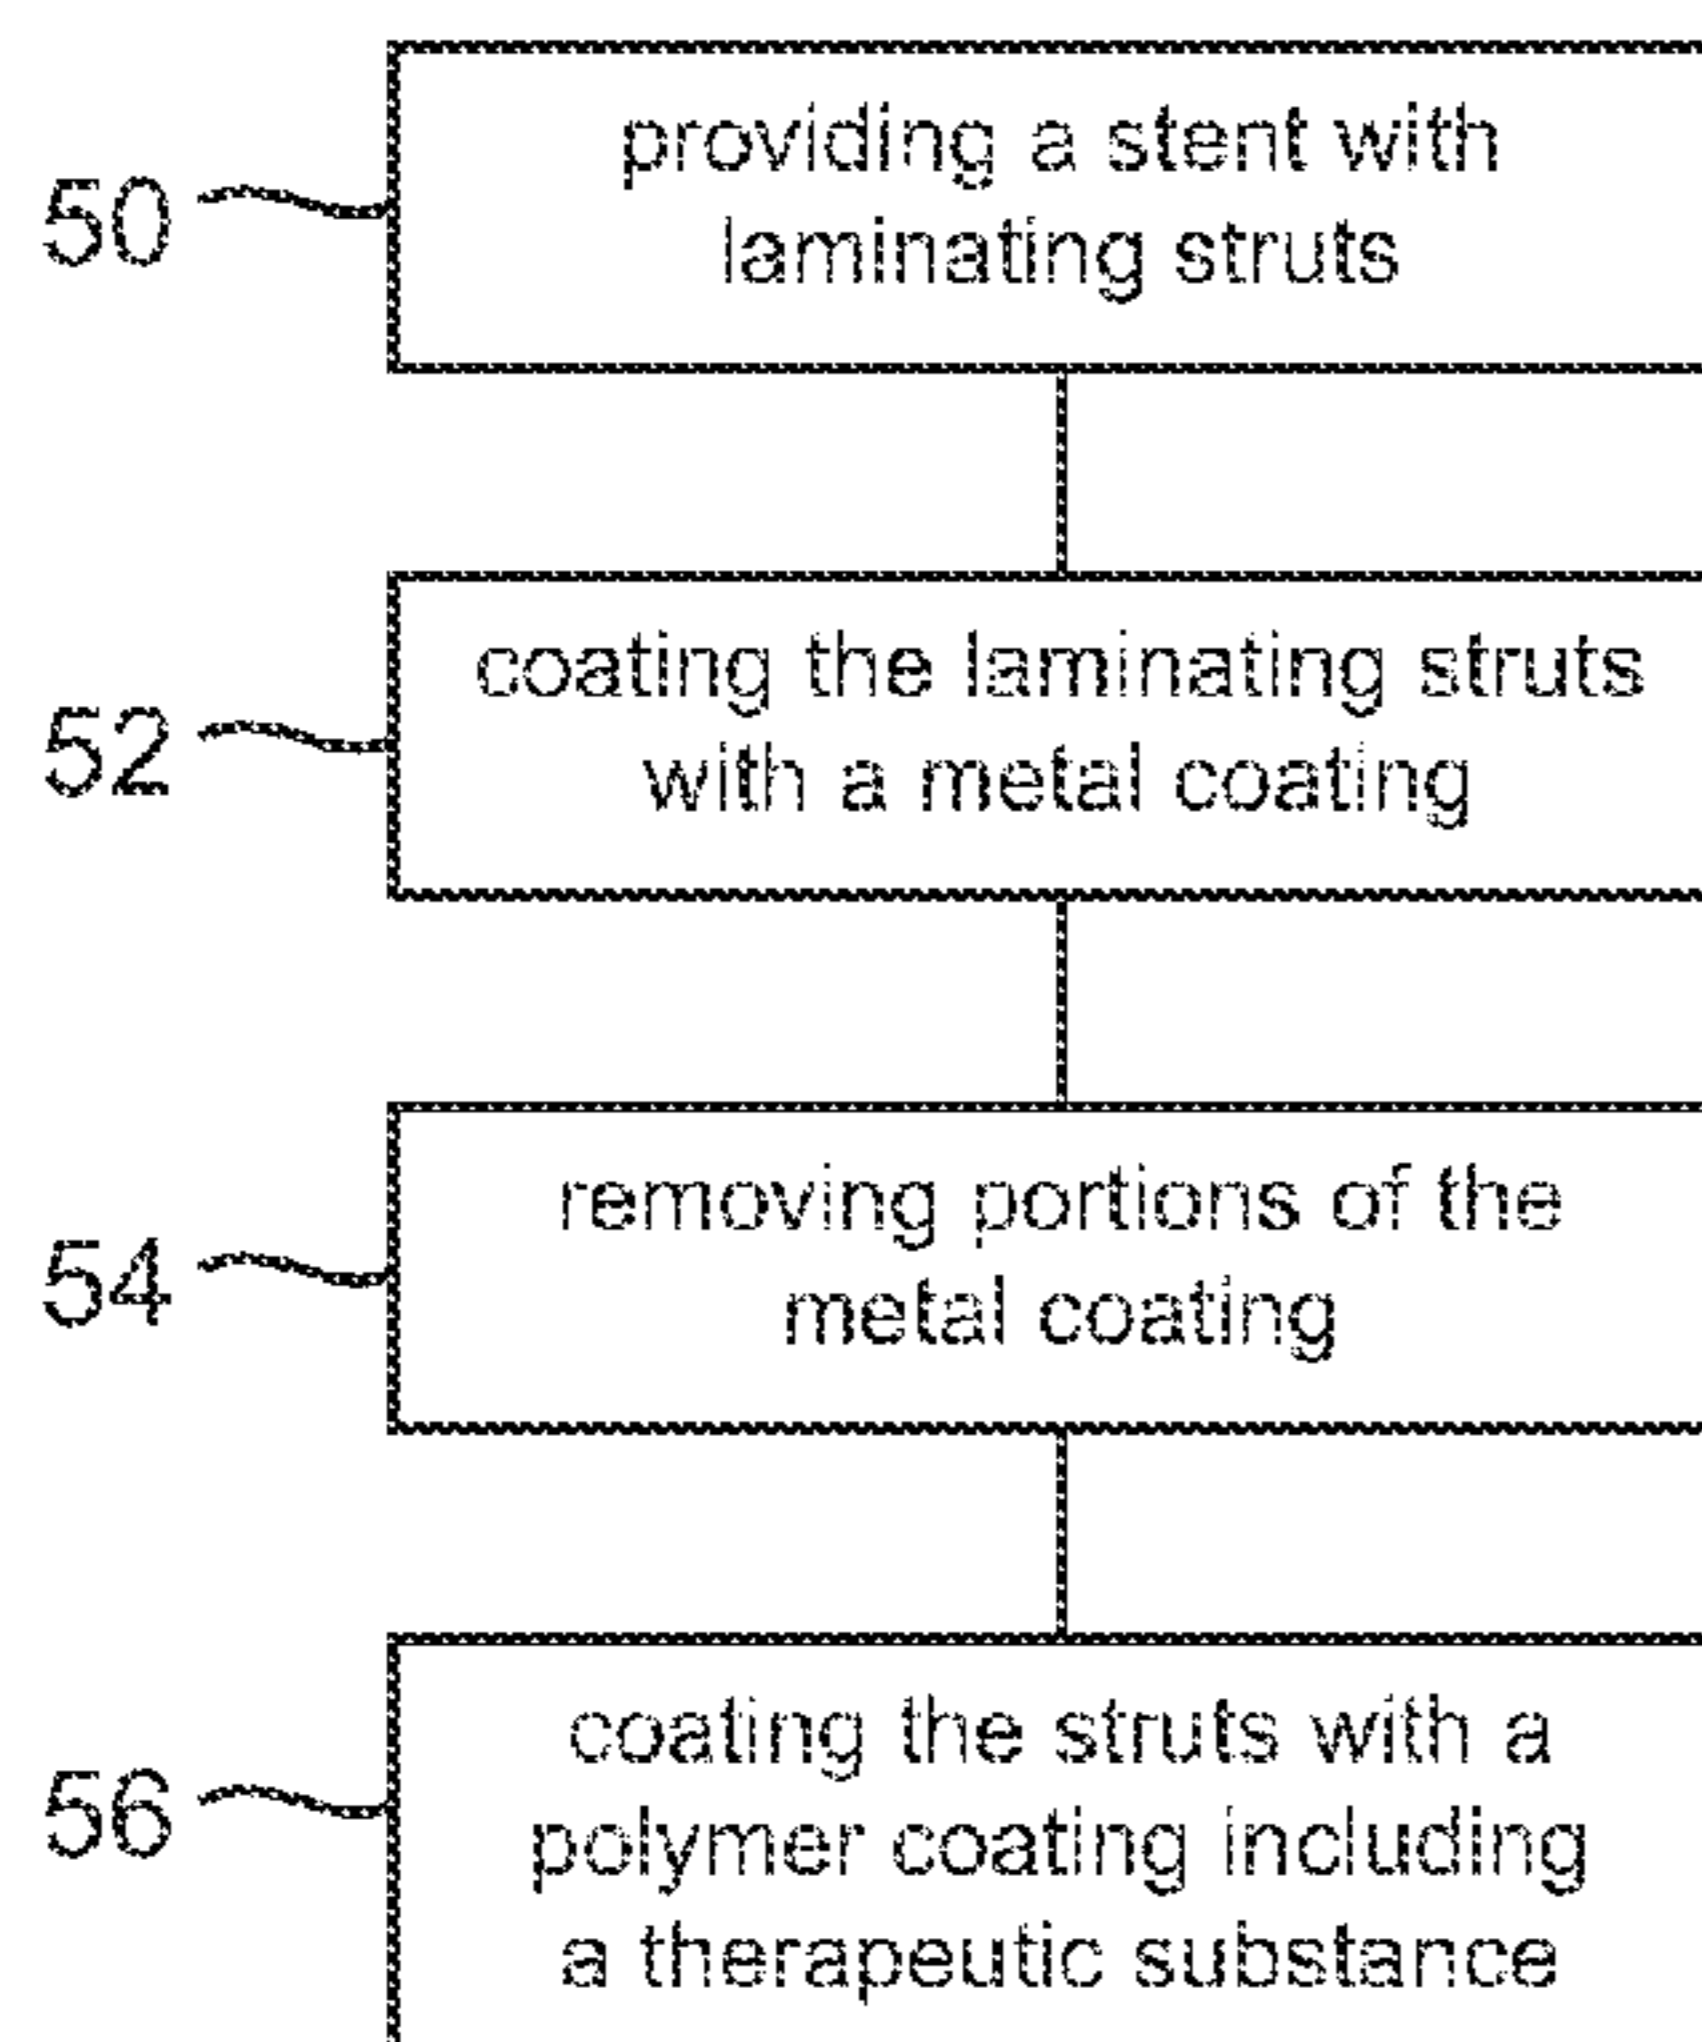 50
providing a stent with
laminating struts
52
coating the laminating struts
with a metal coating
54
removing portions of the
metal coating
56
coating the struts with a
polymer coating including
a therapeutic substance